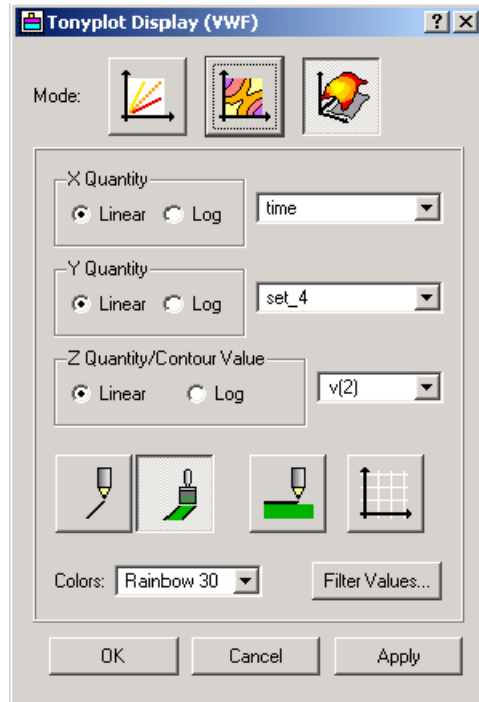 Tonyplot Display (VWF)
Mode:
X Quantity
Linear Log time
Y Quantity
Linear Log set_4
Z Quantity/Contour Value
Linear Log v(2)
Colors: Rainbow 30 Filter Values...
OK Cancel Apply